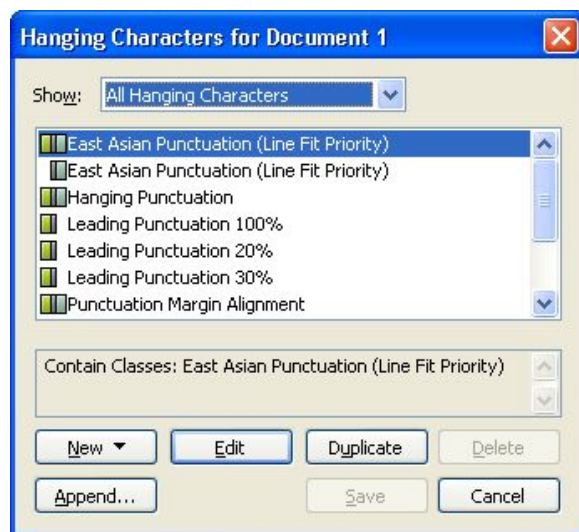 Hanging Characters for Document 1
Show: All Hanging Characters
East Asian Punctuation (Line Fit Priority)
East Asian Punctuation (Line Fit Priority)
Hanging Punctuation
Leading Punctuation 100%
Leading Punctuation 20%
Leading Punctuation 30%
Punctuation Margin Alignment
Contain Classes: East Asian Punctuation (Line Fit Priority)
New Edit Duplicate Delete
Append... Save Cancel